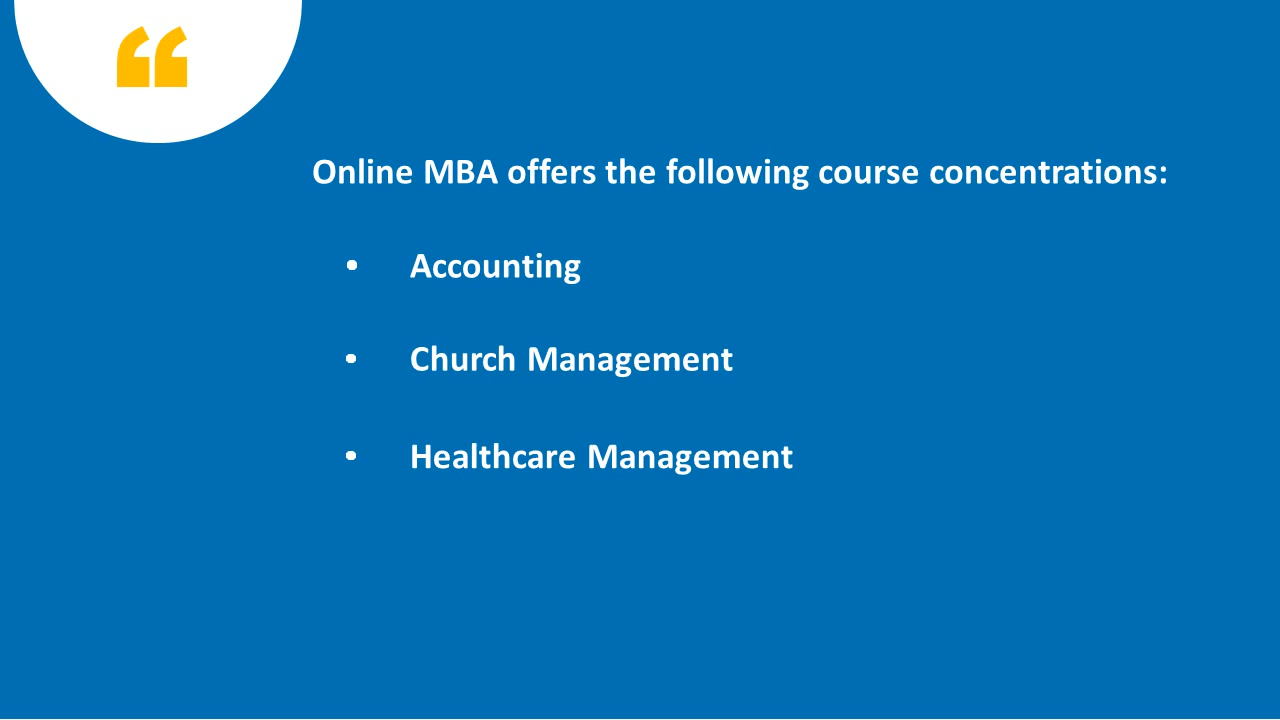 “
Online MBA offers the following course concentrations:
• Accounting
• Church Management
• Healthcare Management